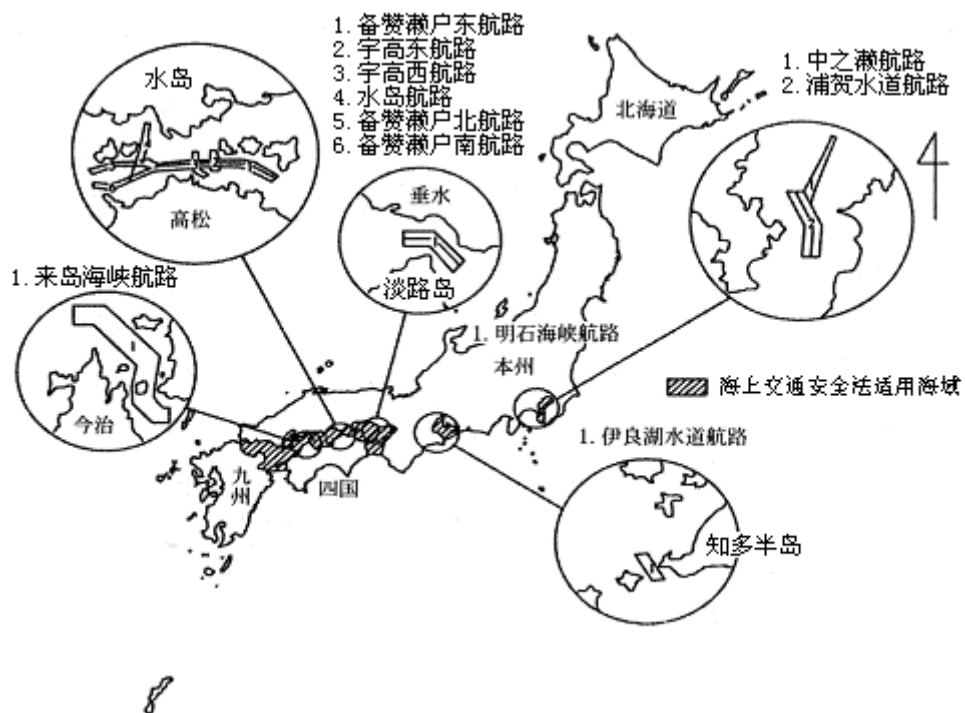 1. 备赞濑户东航路
2. 宇高东航路
3. 宇高西航路
4. 水岛航路
5. 备赞濑户北航路
6. 备赞濑户南航路
1. 中之濑航路
2. 浦贺水道航路
水岛
高松
北海道
垂水
淡路岛
1. 来岛海峡航路
今治
1. 明石海峡航路
本州
海上交通安全法适用海域
1. 伊良湖水道航路
九州
四国
知多半岛